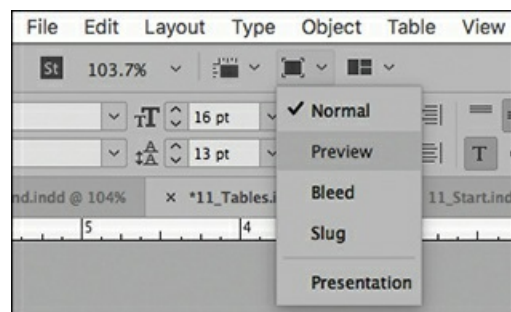 File Edit Layout Type Object Table View
St 103.7%
16 pt
Normal
13 pt
Preview
T
nd.indd @ 104% × *11_Tables.i 11_Start.ind
Bleed
5 4
Slug
Presentation